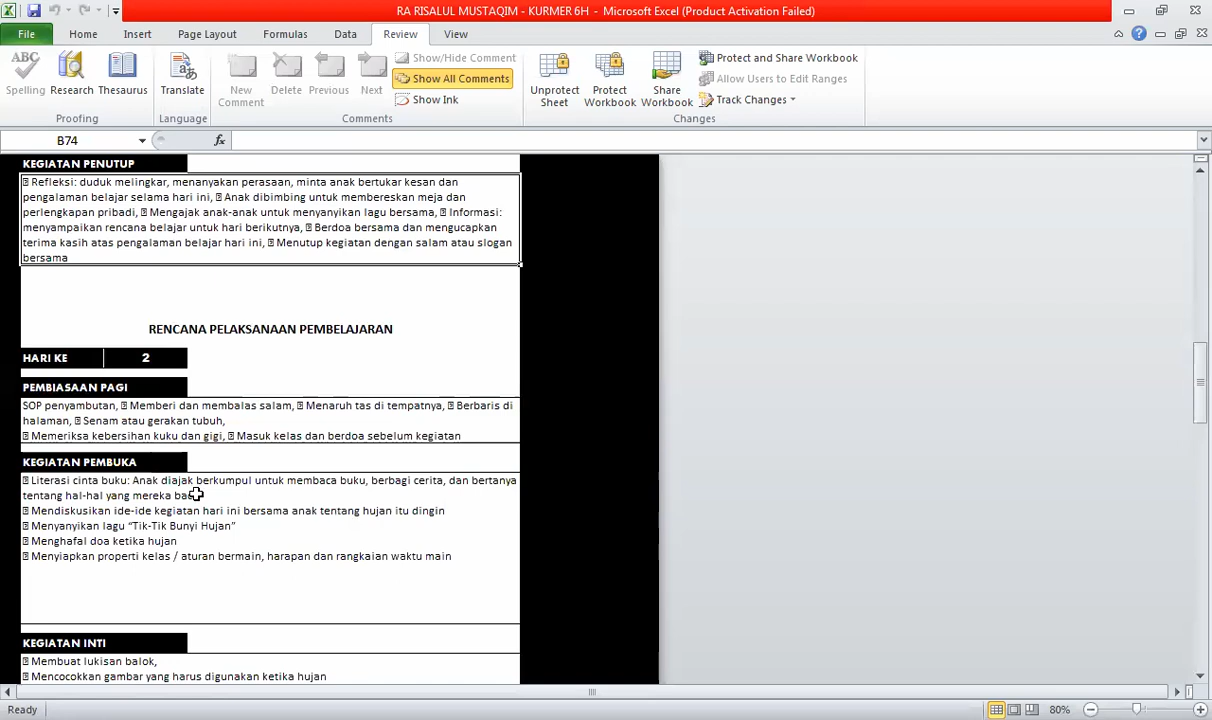 RA RISALUL MUSTAQIM - KURMER 6H - Microsoft Excel (Product Activation Failed)
File Home Insert Page Layout Formulas Data Review View
ABC
Spelling Research Thesaurus
Proofing
Translate
Language
New Comment Delete Previous Next
Show/Hide Comment
Show All Comments
Show Ink
Comments
Unprotect Sheet Protect Workbook Share Workbook
Protect and Share Workbook
Allow Users to Edit Ranges
Track Changes
Changes
B74 fx
KEGIATAN PENUTUP
Refleksi: duduk melingkar, menanyakan perasaan, minta anak bertukar kesan dan
pengalaman belajar selama hari ini, Anak dibimbing untuk membereskan meja dan
perlengkapan pribadi, Mengajak anak-anak untuk menyanyikan lagu bersama, Informasi:
menyampaikan rencana belajar untuk hari berikutnya, Berdoa bersama dan mengucapkan
terima kasih atas pengalaman belajar hari ini, Menutup kegiatan dengan salam atau slogan
bersama
RENCANA PELAKSANAAN PEMBELAJARAN
HARI KE 2
PEMBIASAAN PAGI
SOP penyambutan, Memberi dan membalas salam, Menaruh tas di tempatnya, Berbaris di
halaman, Senam atau gerakan tubuh,
Memeriksa kebersihan kuku dan gigi, Masuk kelas dan berdoa sebelum kegiatan
KEGIATAN PEMBUKA
Literasi cinta buku: Anak diajak berkumpul untuk membaca buku, berbagi cerita, dan bertanya
tentang hal-hal yang mereka
Mendiskusikan ide-ide kegiatan hari ini bersama anak tentang hujan itu dingin
Menyanyikan lagu “Tik-Tik Bunyi Hujan”
Menghafal doa ketika hujan
Menyiapkan properti kelas / aturan bermain, harapan dan rangkaian waktu main
KEGIATAN INTI
Membuat lukisan balok,
Mencocokkan gambar yang harus digunakan ketika hujan
Ready 80%